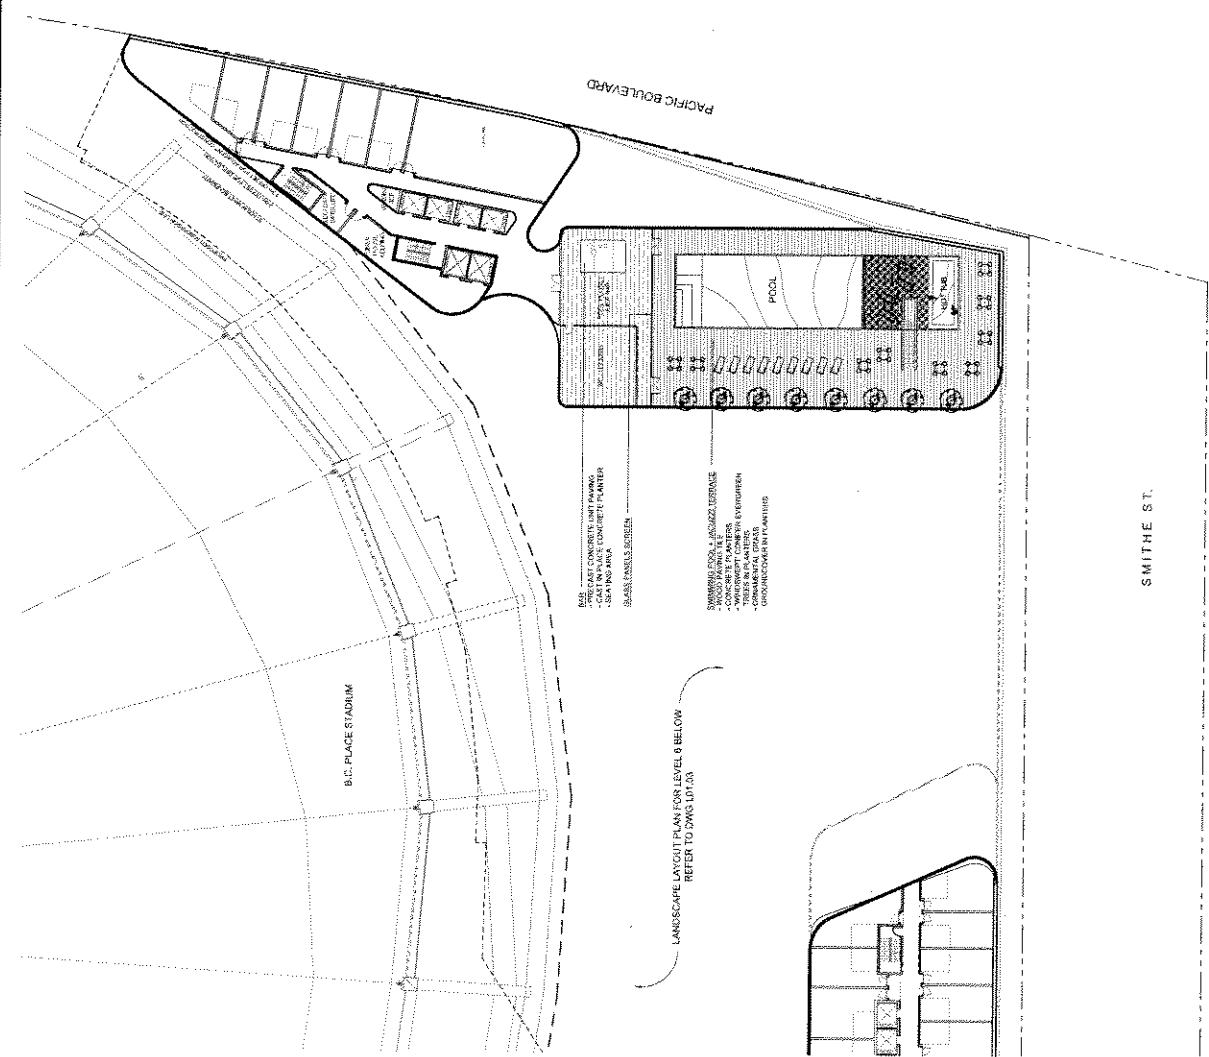 PACIFIC BOULEVARD
POOL
HOT TUB
BAR
- PRECAST CONCRETE UNIT PAVING
- CAST IN PLACE CONCRETE PLANTER
- SEATING AREA
GLASS PANELS SCREEN
SWIMMING POOL + JACUZZI TERRACE
- WOOD PAVING TILE
- CONCRETE PLANTERS
- 'WINDSWEPT' CONIFER EVERGREEN
TREES IN PLANTERS
- ORNAMENTAL GRASS
GROUNDCOVER IN PLANTERS
SMITHE ST.
B.C. PLACE STADIUM
LANDSCAPE LAYOUT PLAN FOR LEVEL 6 BELOW
REFER TO DWG L01.03